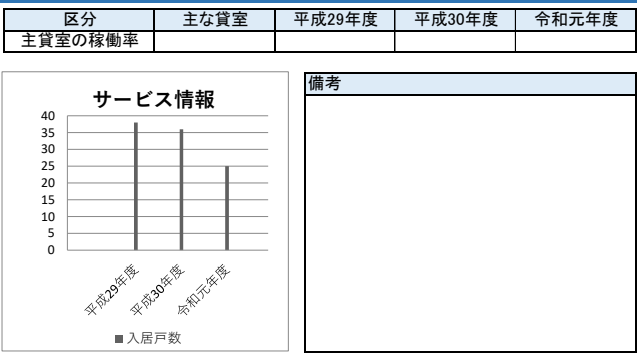 区分 主な貸室 平成29年度 平成30年度 令和元年度
主貸室の稼働率
サービス情報
40
35
30
25
20
15
10
5
0
平成29年度 平成30年度 令和元年度
■入居戸数
備考